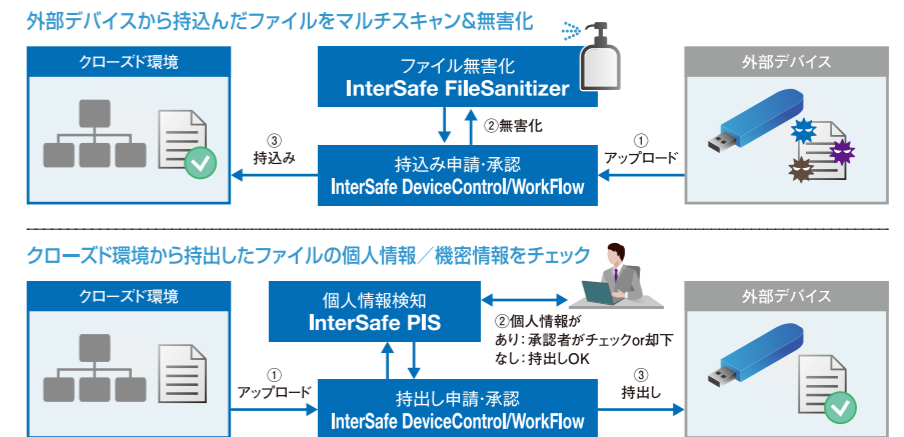 外部デバイスから持込んだファイルをマルチスキャン&無害化
クローズド環境
ファイル無害化
InterSafe FileSanitizer
外部デバイス
②無害化
③
持込み
①
アップロード
持込み申請・承認
InterSafe DeviceControl/WorkFlow
クローズド環境から持出したファイルの個人情報／機密情報をチェック
クローズド環境
個人情報検知
InterSafe PIS
外部デバイス
②個人情報が
あり：承認者がチェックor却下
なし：持出しOK
①
アップロード
③
持出し
持出し申請・承認
InterSafe DeviceControl/WorkFlow